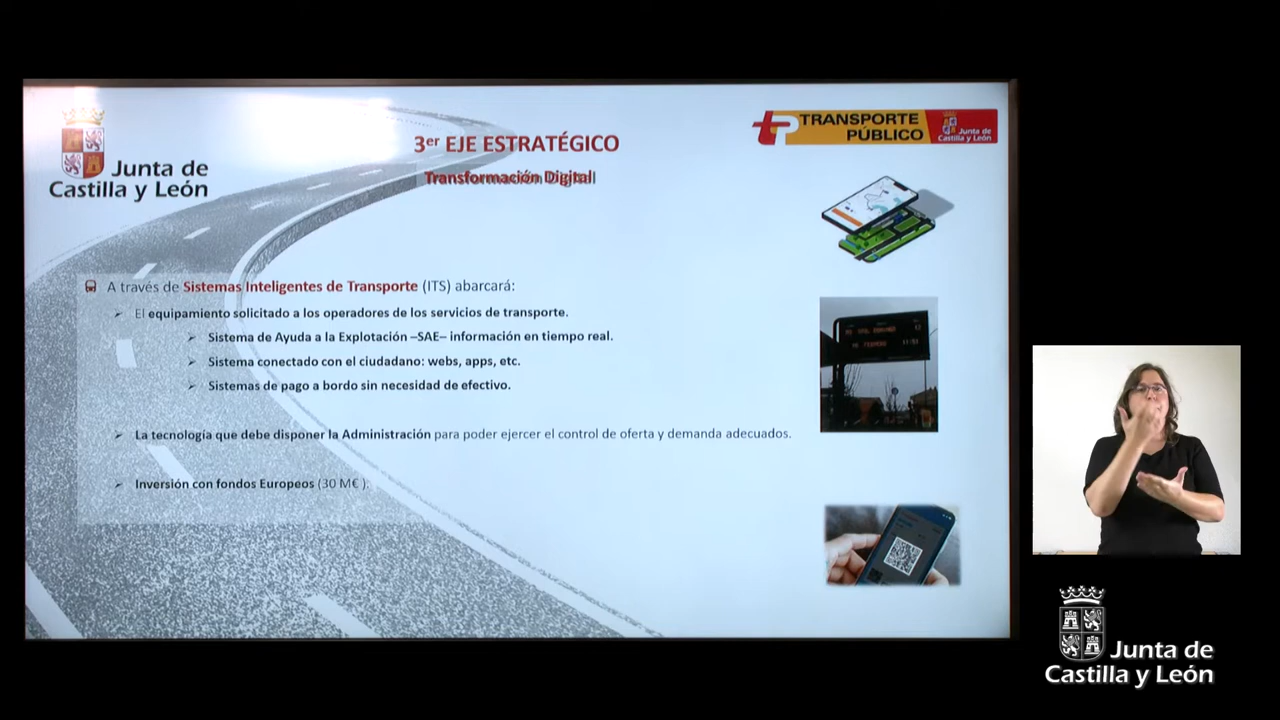 Junta de
Castilla y León
3er EJE ESTRATÉGICO
Transformación Digital
tp TRANSPORTE
PÚBLICO
Junta de
Castilla y León
A través de Sistemas Inteligentes de Transporte (ITS) abarcará:
El equipamiento solicitado a los operadores de los servicios de transporte.
Sistema de Ayuda a la Explotación –SAE– información en tiempo real.
Sistema conectado con el ciudadano: webs, apps, etc.
Sistemas de pago a bordo sin necesidad de efectivo.
La tecnología que debe disponer la Administración para poder ejercer el control de oferta y demanda adecuados.
Inversión con fondos Europeos (30 M€ ):
Junta de
Castilla y León